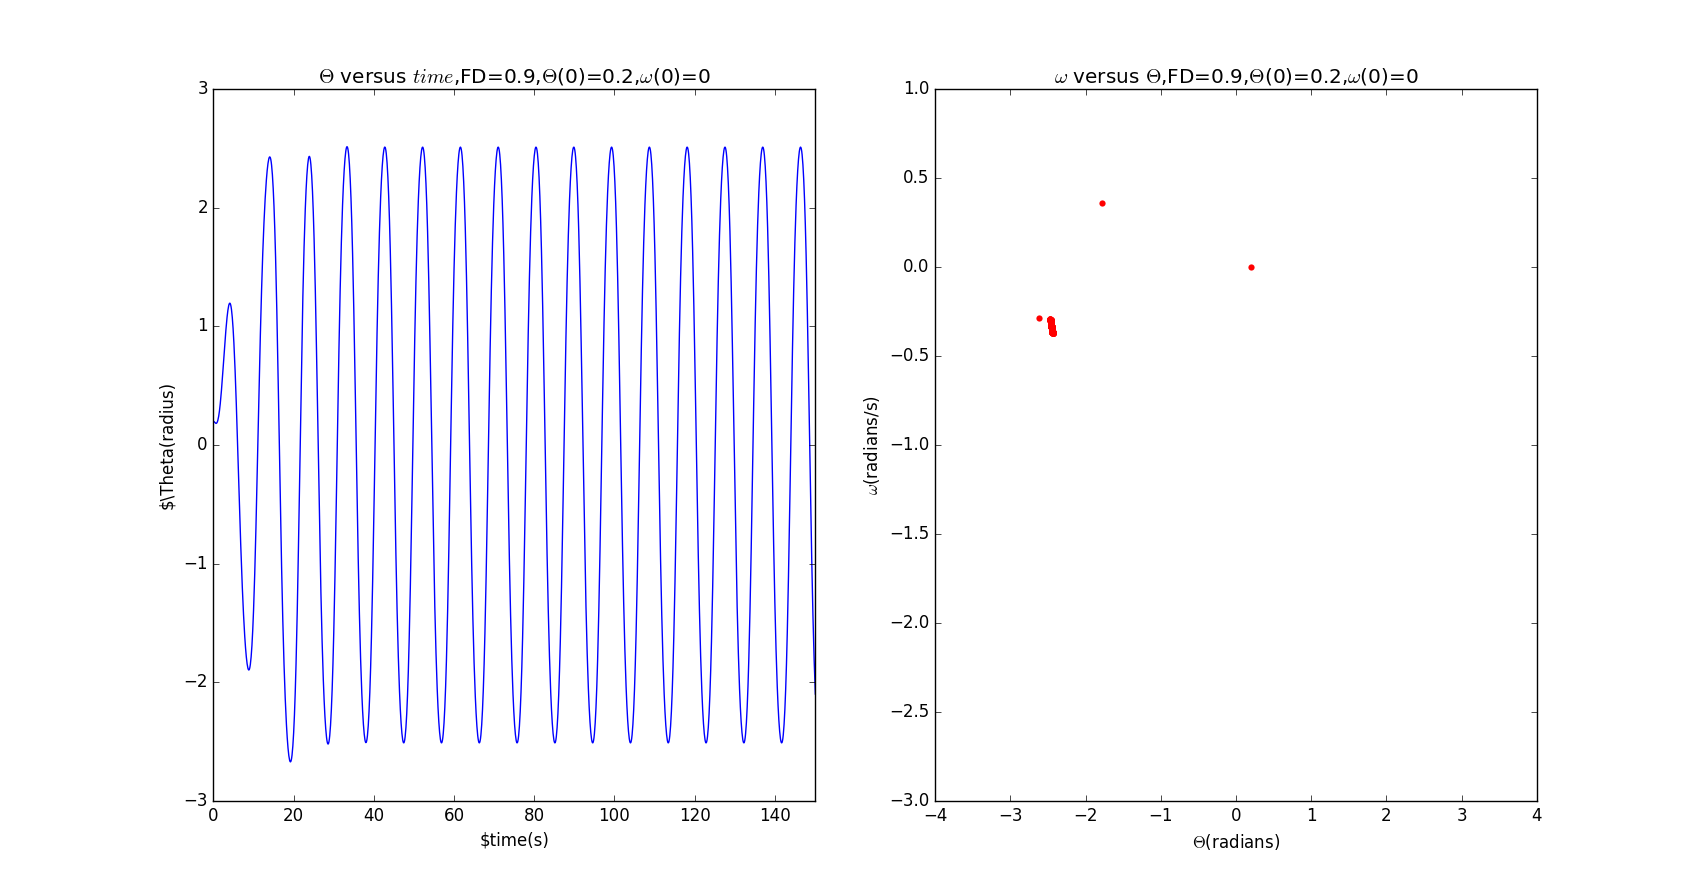 Θ versus time,FD=0.9,Θ(0)=0.2,ω(0)=0
3
2
1
0
−1
−2
−3
$\Theta(radius)
0 20 40 60 80 100 120 140
$time(s)
ω versus Θ,FD=0.9,Θ(0)=0.2,ω(0)=0
1.0
0.5
0.0
−0.5
−1.0
−1.5
−2.0
−2.5
−3.0
ω(radians/s)
−4 −3 −2 −1 0 1 2 3 4
Θ(radians)